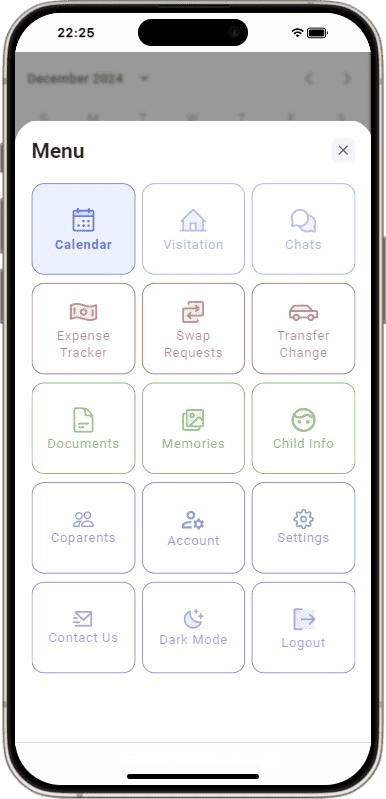 22:25
December 2024
S M T W T F S
Menu
Calendar
Visitation
Chats
Expense
Tracker
Swap
Requests
Transfer
Change
Documents
Memories
Child Info
Coparents
Account
Settings
Contact Us
Dark Mode
Logout